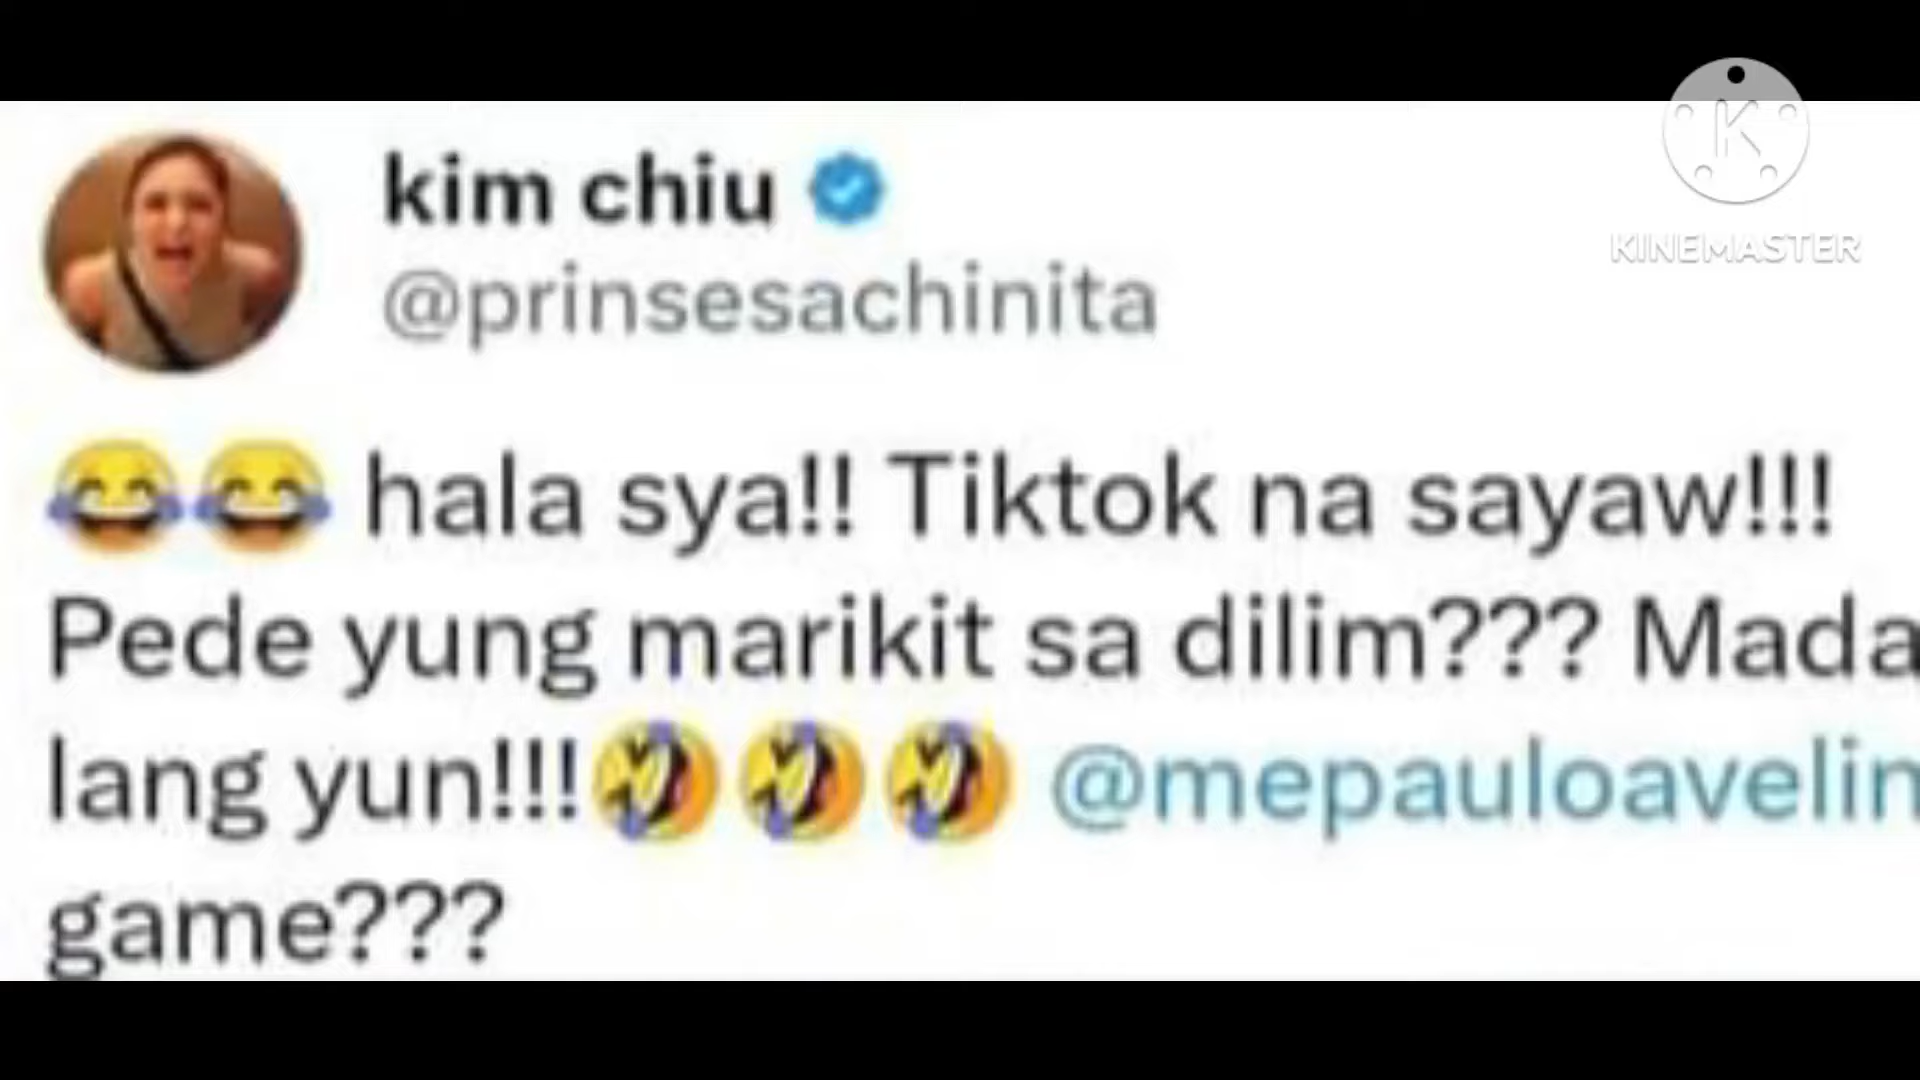 kim chiu
@prinsesachinita
KINEMASTER
😂😂 hala sya!! Tiktok na sayaw!!!
Pede yung marikit sa dilim??? Mada
lang yun!!!🤣🤣🤣 @mepauloavelin
game???